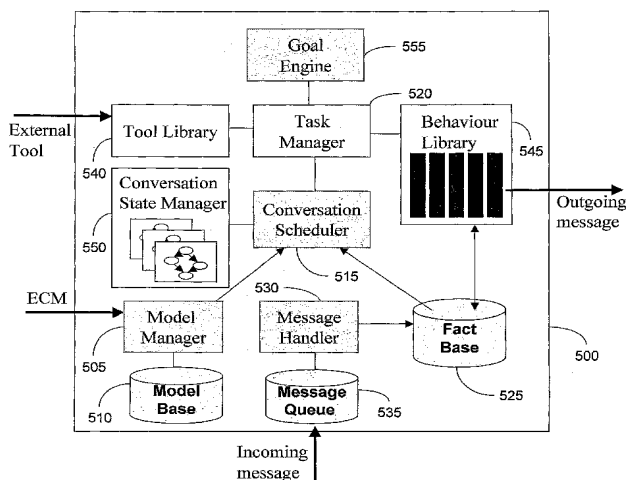 Goal
Engine
555
520
External
Tool
Tool Library
540
Task
Manager
Behaviour
Library
545
Outgoing
message
Conversation
State Manager
550
Conversation
Scheduler
515
ECM
Model
Manager
505
530
Message
Handler
Fact
Base
525
500
Model
Base
510
Message
Queue
535
Incoming
message